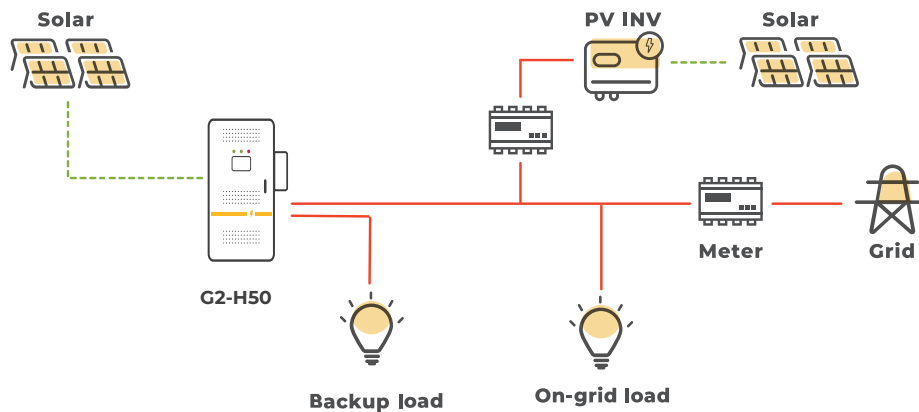 Solar
PV INV
Solar
G2-H50
Meter
Grid
Backup load
On-grid load